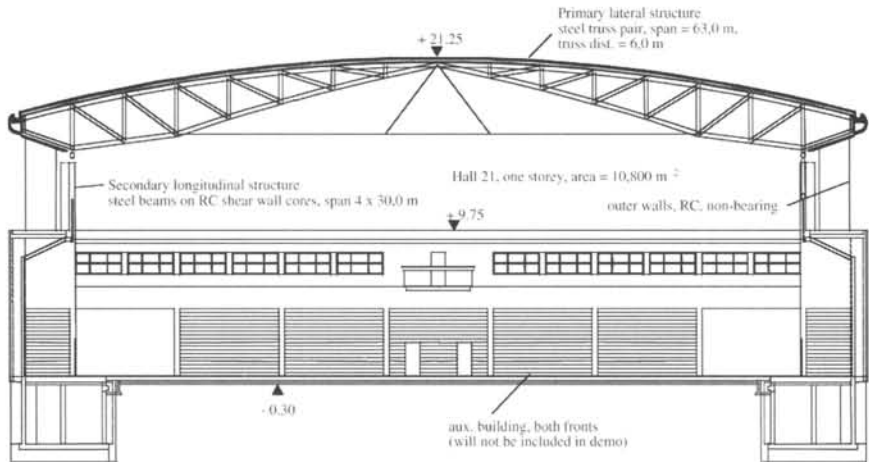 Primary lateral structure
steel truss pair, span = 63,0 m,
truss dist. = 6,0 m
+ 21.25
Secondary longitudinal structure
steel beams on RC shear wall cores, span 4 x 30,0 m
Hall 21, one storey, area = 10,800 m ²
outer walls, RC, non-bearing
+ 9.75
- 0.30
aux. building, both fronts
(will not be included in demo)